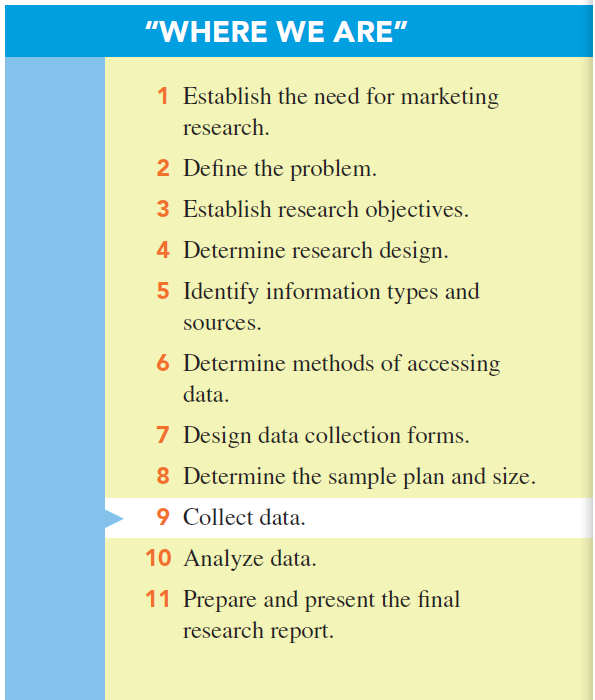 “WHERE WE ARE”
1 Establish the need for marketing
research.
2 Define the problem.
3 Establish research objectives.
4 Determine research design.
5 Identify information types and
sources.
6 Determine methods of accessing
data.
7 Design data collection forms.
8 Determine the sample plan and size.
9 Collect data.
10 Analyze data.
11 Prepare and present the final
research report.